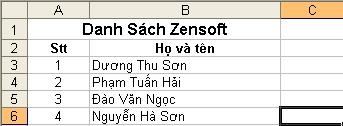 A B C
1 Danh Sách Zensoft
2 Stt Họ và tên
3 1 Dương Thu Sơn
4 2 Phạm Tuấn Hải
5 3 Đào Văn Ngọc
6 4 Nguyễn Hà Sơn